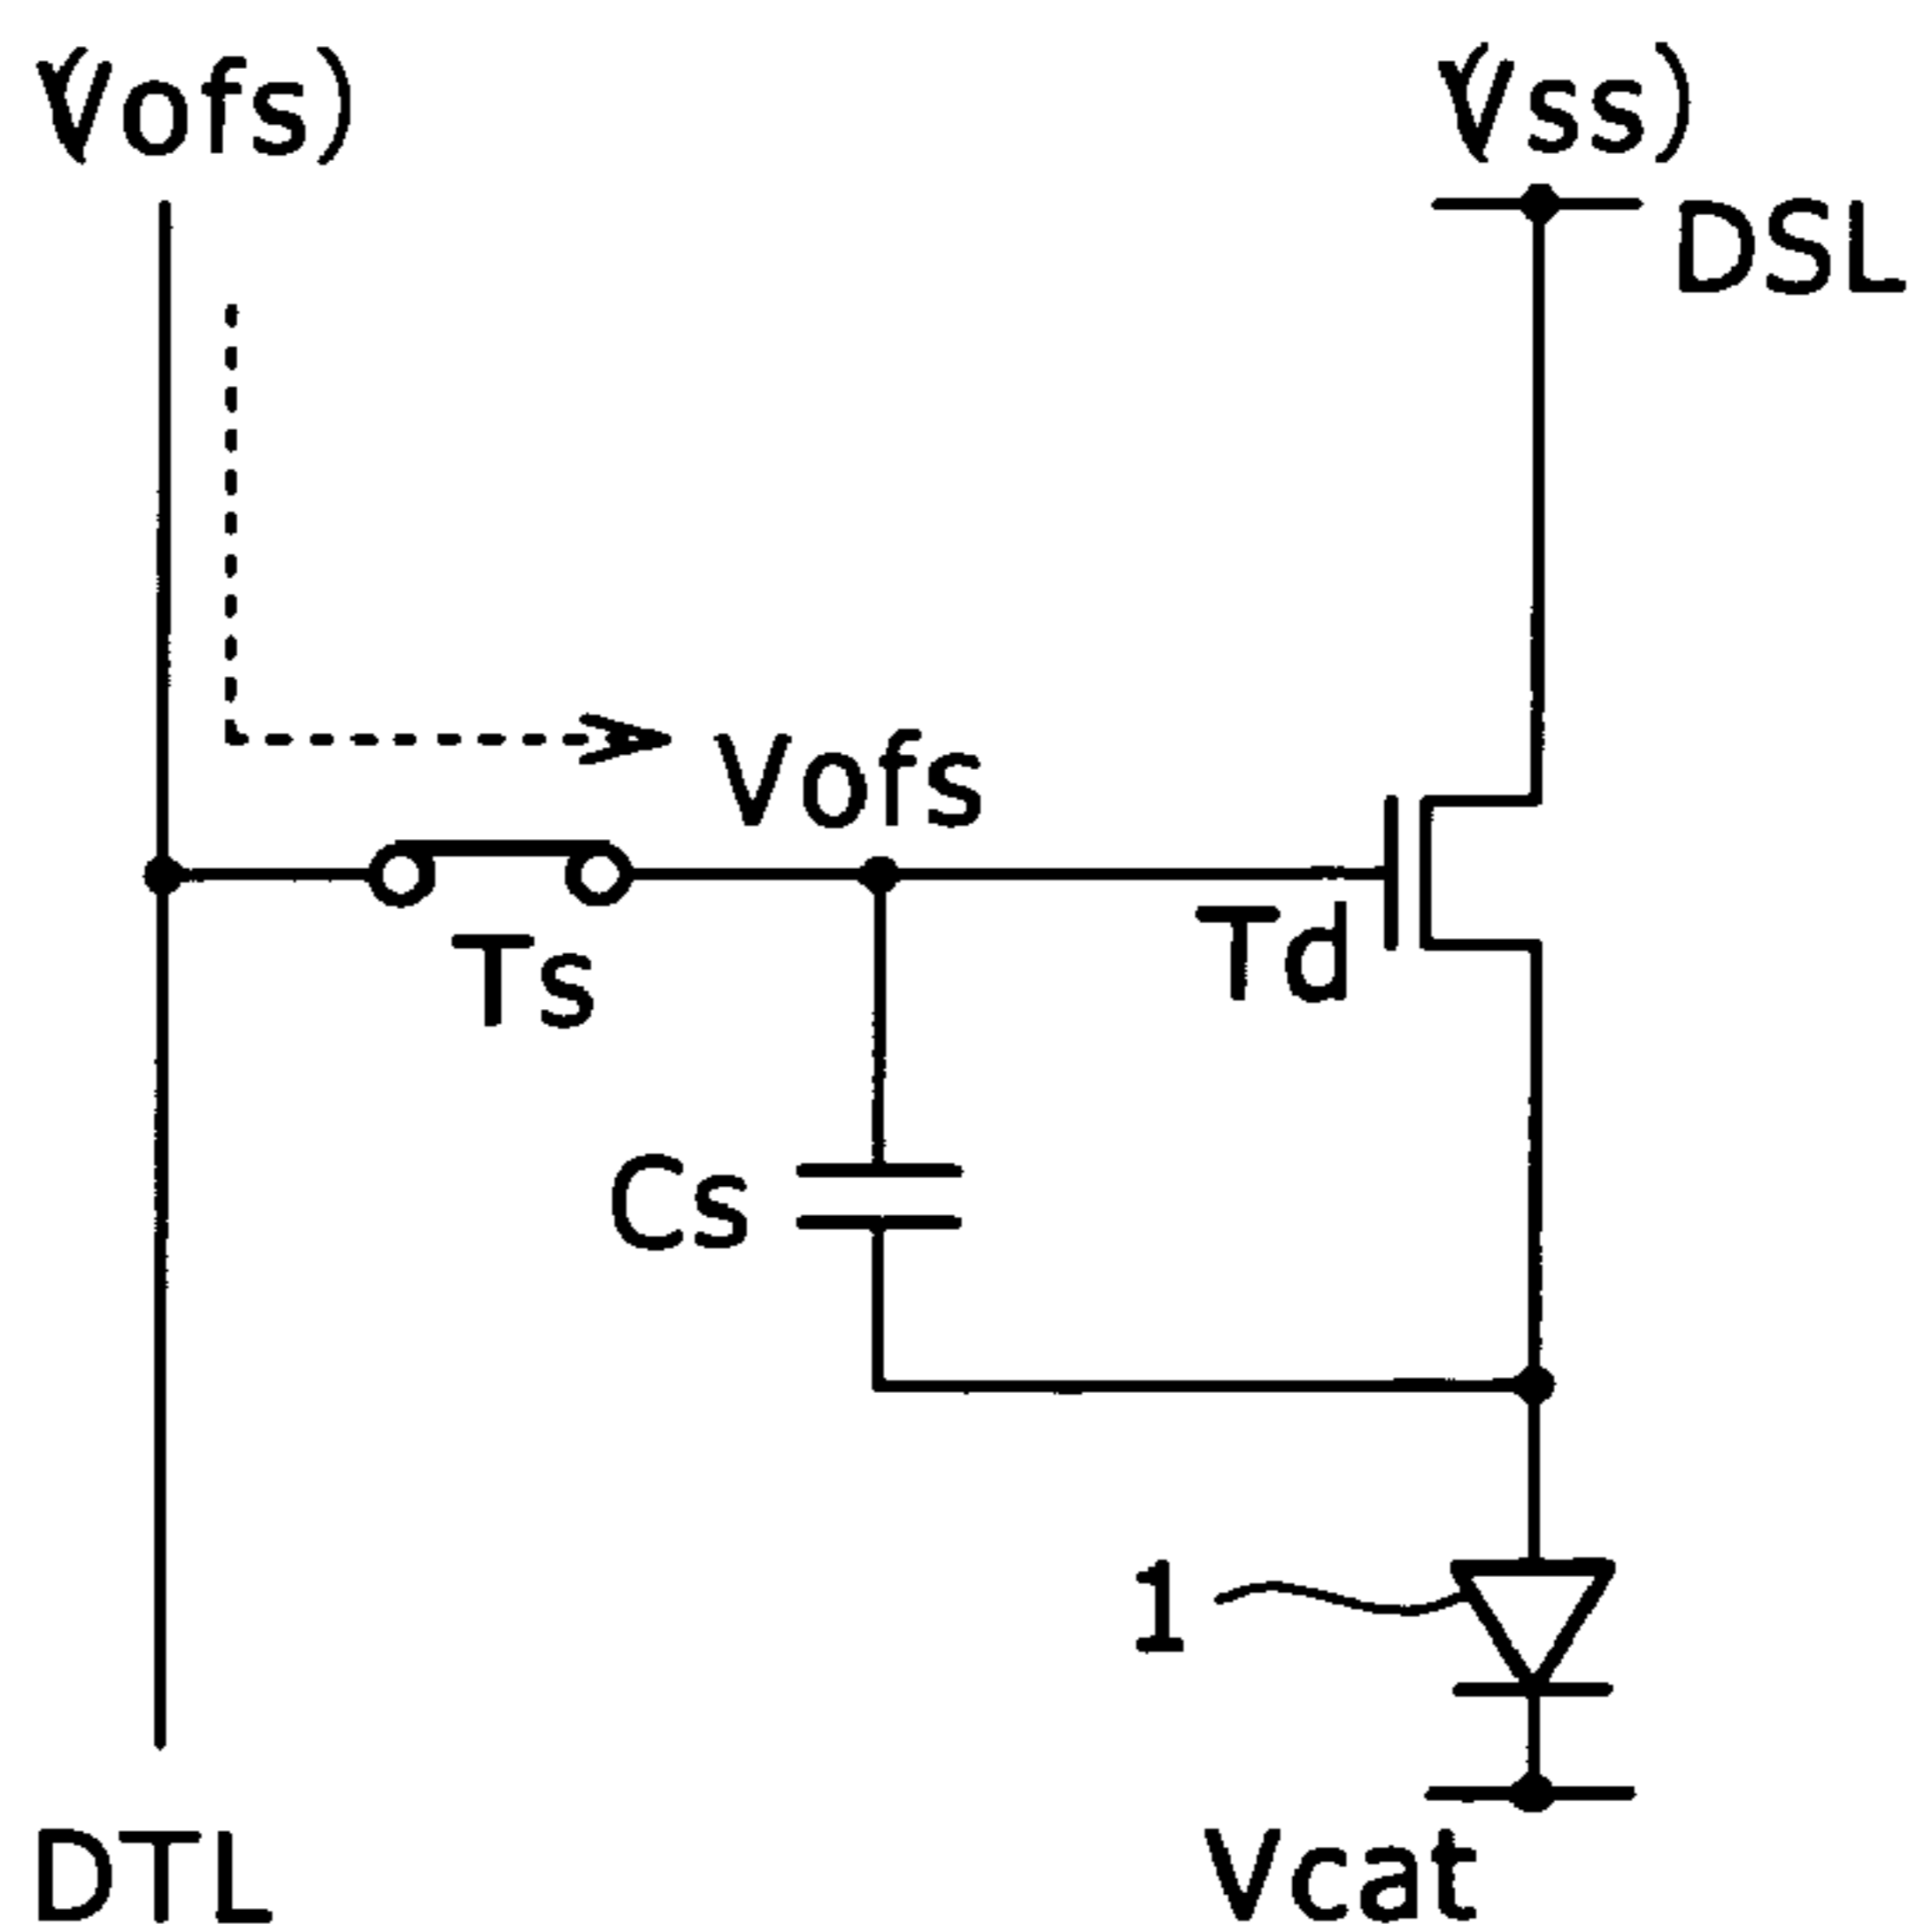 (Vofs)
(Vss)
DSL
Vofs
Ts
Td
Cs
1
DTL
Vcat